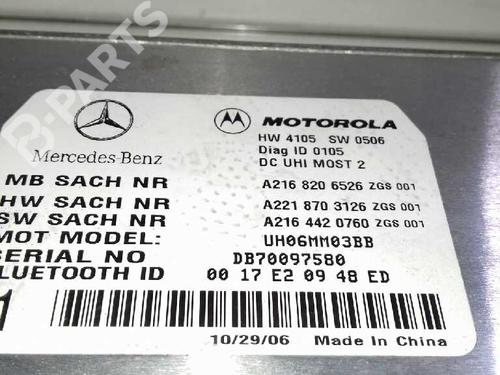 B-PARTS
MOTOROLA
HW 4105 SW 0506
Diag ID 0105
DC UHI MOST 2
Mercedes-Benz
MB SACH NR A216 820 6526 ZGS 001
HW SACH NR A221 870 3126 ZGS 001
SW SACH NR A216 442 0760 ZGS 001
MOT MODEL: UH06MM03BB
SERIAL NO DB70097580
LUETOOTH ID 00 17 E2 09 48 ED
1
10/29/06 Made In China